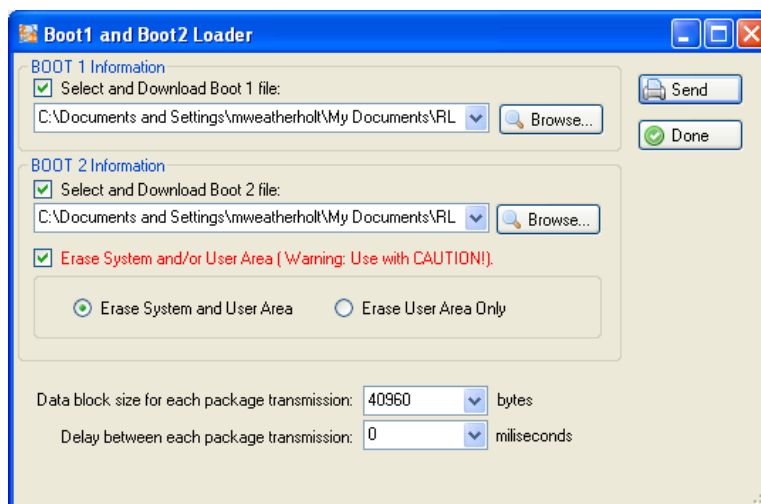 Boot1 and Boot2 Loader
BOOT 1 Information
Select and Download Boot 1 file:
C:\Documents and Settings\mweatherholt\My Documents\RL
Browse...
Send
Done
BOOT 2 Information
Select and Download Boot 2 file:
C:\Documents and Settings\mweatherholt\My Documents\RL
Browse...
Erase System and/or User Area ( Warning: Use with CAUTION!).
Erase System and User Area
Erase User Area Only
Data block size for each package transmission: 40960 bytes
Delay between each package transmission: 0 miliseconds